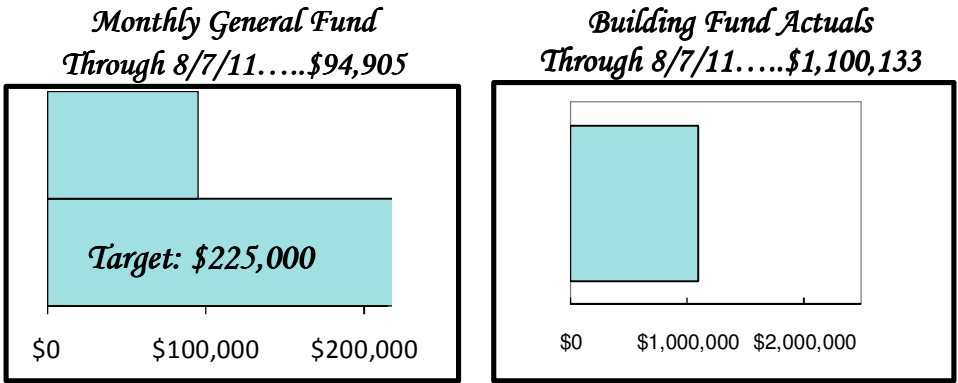 Monthly General Fund
Through 8/7/11…..$94,905
Target: $225,000
$0 $100,000 $200,000
Building Fund Actuals
Through 8/7/11…..$1,100,133
$0 $1,000,000 $2,000,000